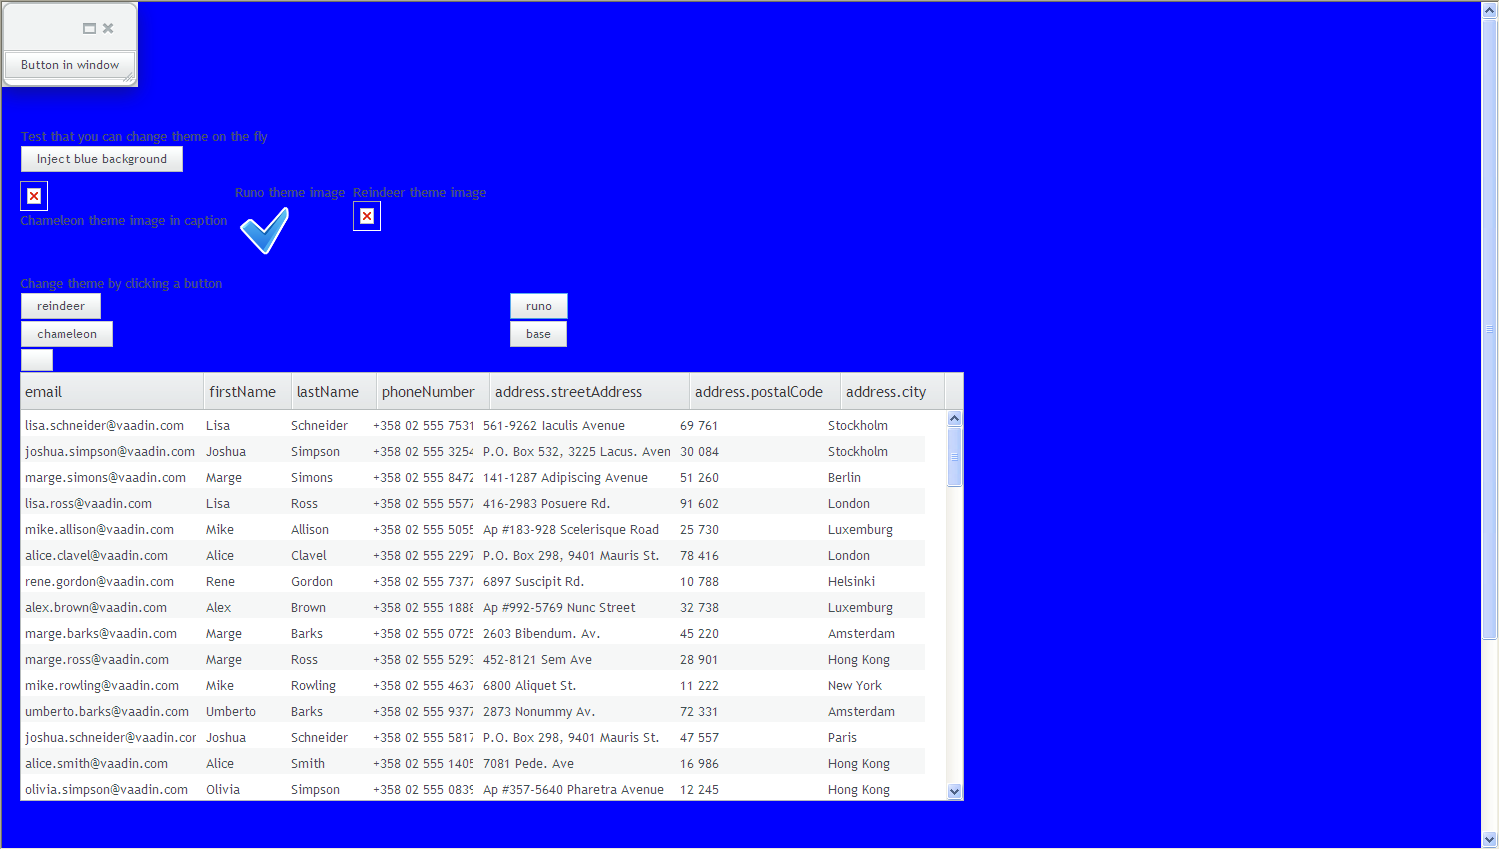 Button in window
Test that you can change theme on the fly
Inject blue background
Runo theme image Reindeer theme image
Chameleon theme image in caption
Change theme by clicking a button
reindeer runo
chameleon base
email firstName lastName phoneNumber address.streetAddress address.postalCode address.city
lisa.schneider@vaadin.com Lisa Schneider +358 02 555 7531 561-9262 Iaculis Avenue 69 761 Stockholm
joshua.simpson@vaadin.com Joshua Simpson +358 02 555 3254 P.O. Box 532, 3225 Lacus. Aven 30 084 Stockholm
marge.simons@vaadin.com Marge Simons +358 02 555 8472 141-1287 Adipiscing Avenue 51 260 Berlin
lisa.ross@vaadin.com Lisa Ross +358 02 555 5577 416-2983 Posuere Rd. 91 602 London
mike.allison@vaadin.com Mike Allison +358 02 555 5055 Ap #183-928 Scelerisque Road 25 730 Luxemburg
alice.clavel@vaadin.com Alice Clavel +358 02 555 2297 P.O. Box 298, 9401 Mauris St. 78 416 London
rene.gordon@vaadin.com Rene Gordon +358 02 555 7377 6897 Suscipit Rd. 10 788 Helsinki
alex.brown@vaadin.com Alex Brown +358 02 555 1888 Ap #992-5769 Nunc Street 32 738 Luxemburg
marge.barks@vaadin.com Marge Barks +358 02 555 0725 2603 Bibendum. Av. 45 220 Amsterdam
marge.ross@vaadin.com Marge Ross +358 02 555 5293 452-8121 Sem Ave 28 901 Hong Kong
mike.rowling@vaadin.com Mike Rowling +358 02 555 4637 6800 Aliquet St. 11 222 New York
umberto.barks@vaadin.com Umberto Barks +358 02 555 9377 2873 Nonummy Av. 72 331 Amsterdam
joshua.schneider@vaadin.cor Joshua Schneider +358 02 555 5817 P.O. Box 298, 9401 Mauris St. 47 557 Paris
alice.smith@vaadin.com Alice Smith +358 02 555 1405 7081 Pede. Ave 16 986 Hong Kong
olivia.simpson@vaadin.com Olivia Simpson +358 02 555 0839 Ap #357-5640 Pharetra Avenue 12 245 Hong Kong